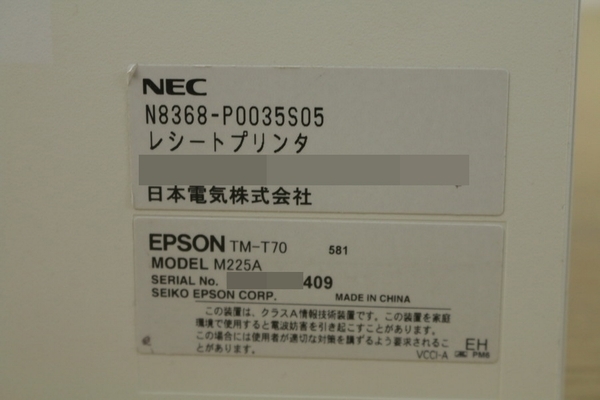 NEC
N8368-P0035S05
レシートプリンタ
日本電気株式会社
EPSON TM-T70 581
MODEL M225A
SERIAL No. 409
SEIKO EPSON CORP. MADE IN CHINA
この装置は、クラスA情報技術装置です。この装置を家庭
環境で使用すると電波妨害を引き起こすことがあります。
この場合には使用者が適切な対策を講ずるよう要求されるこ
とがあります。
VCCI-A
EH
PM6